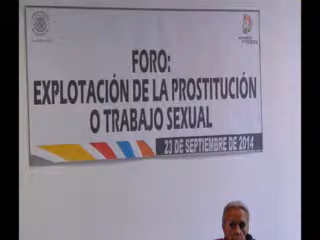 FORO:
EXPLOTACIÓN DE LA PROSTITUCIÓN
O TRABAJO SEXUAL
23 DE SEPTIEMBRE DE 2014